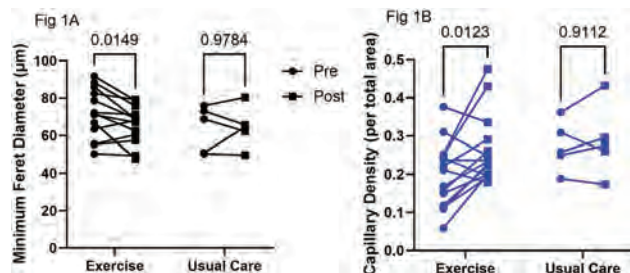 Fig 1A
0.0149
0.9784
Minimum Feret Diameter (µm)
100
80
60
40
20
0
Exercise
Usual Care
Pre
Post
Fig 1B
0.0123
0.9112
Capillary Density (per total area)
0.5
0.4
0.3
0.2
0.1
0.0
Exercise
Usual Care